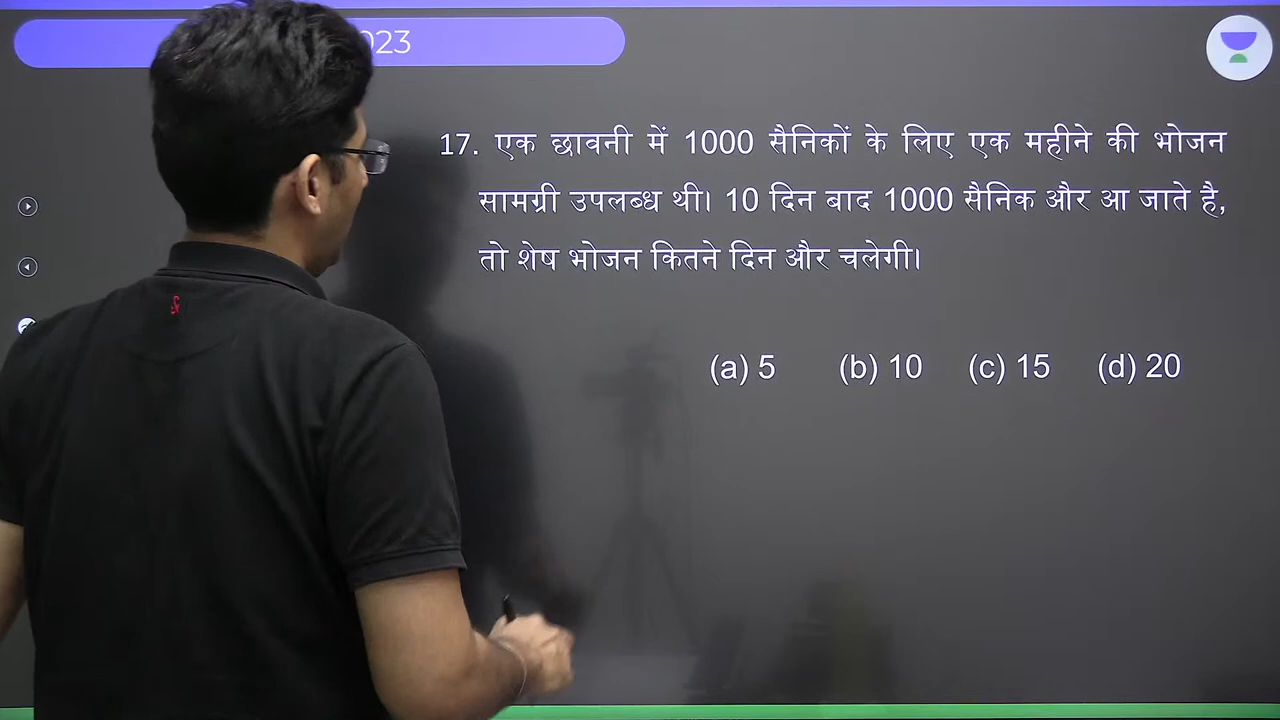 17. एक छावनी में 1000 सैनिकों के लिए एक महीने की भोजन
सामग्री उपलब्ध थी। 10 दिन बाद 1000 सैनिक और आ जाते है,
तो शेष भोजन कितने दिन और चलेगी।
(a) 5 (b) 10 (c) 15 (d) 20